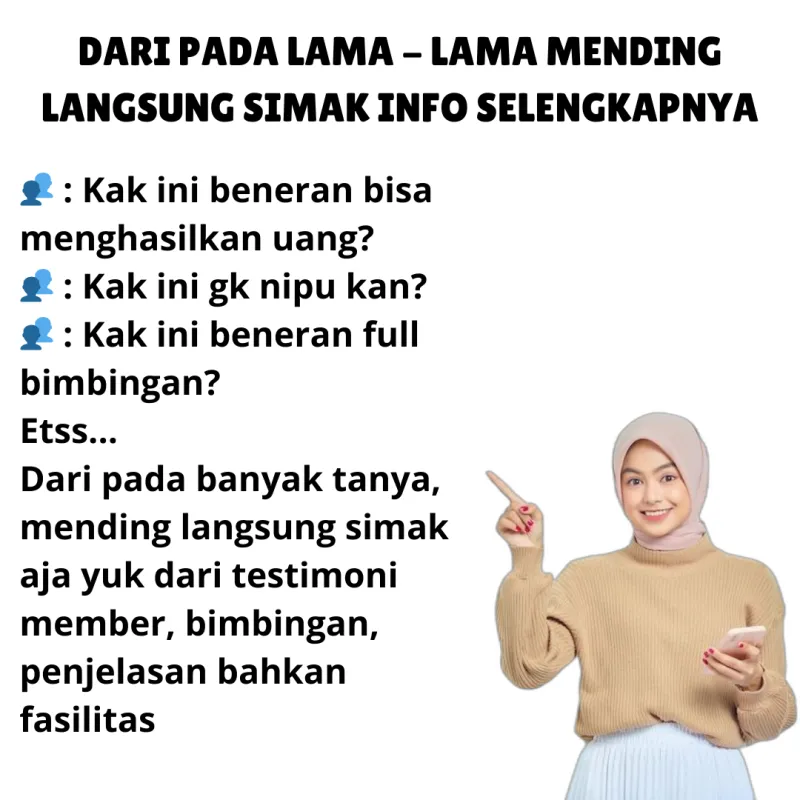 DARI PADA LAMA – LAMA MENDING
LANGSUNG SIMAK INFO SELENGKAPNYA
👥 : Kak ini beneran bisa
menghasilkan uang?
👥 : Kak ini gk nipu kan?
👥 : Kak ini beneran full
bimbingan?
Etss...
Dari pada banyak tanya,
mending langsung simak
aja yuk dari testimoni
member, bimbingan,
penjelasan bahkan
fasilitas